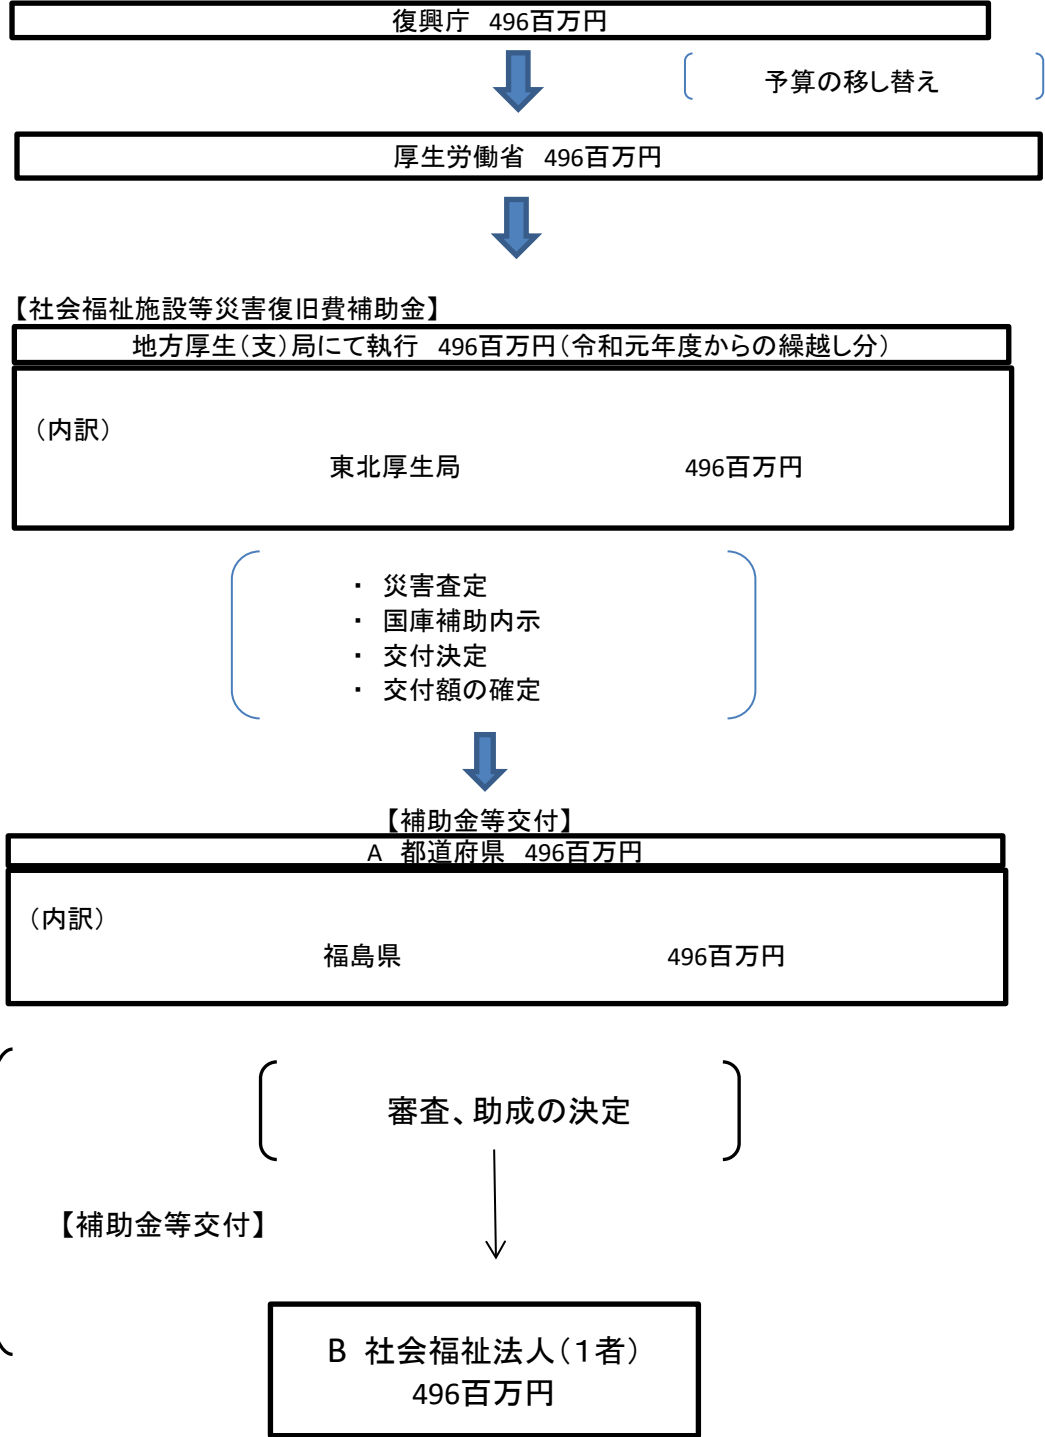 復興庁 496百万円
予算の移し替え
厚生労働省 496百万円
【社会福祉施設等災害復旧費補助金】
地方厚生(支)局にて執行 496百万円(令和元年度からの繰越し分)
(内訳)
東北厚生局 496百万円
・ 災害査定
・ 国庫補助内示
・ 交付決定
・ 交付額の確定
【補助金等交付】
A 都道府県 496百万円
(内訳)
福島県 496百万円
審査、助成の決定
【補助金等交付】
B 社会福祉法人(1者)
496百万円